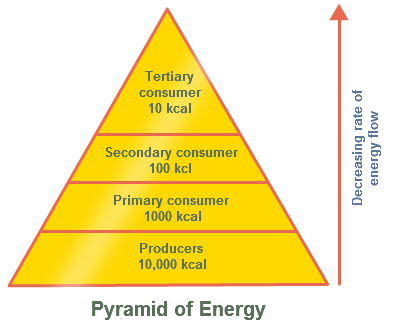 Tertiary
consumer
10 kcal
Secondary consumer
100 kcl
Primary consumer
1000 kcal
Producers
10,000 kcal
Decreasing rate of
energy flow
Pyramid of Energy